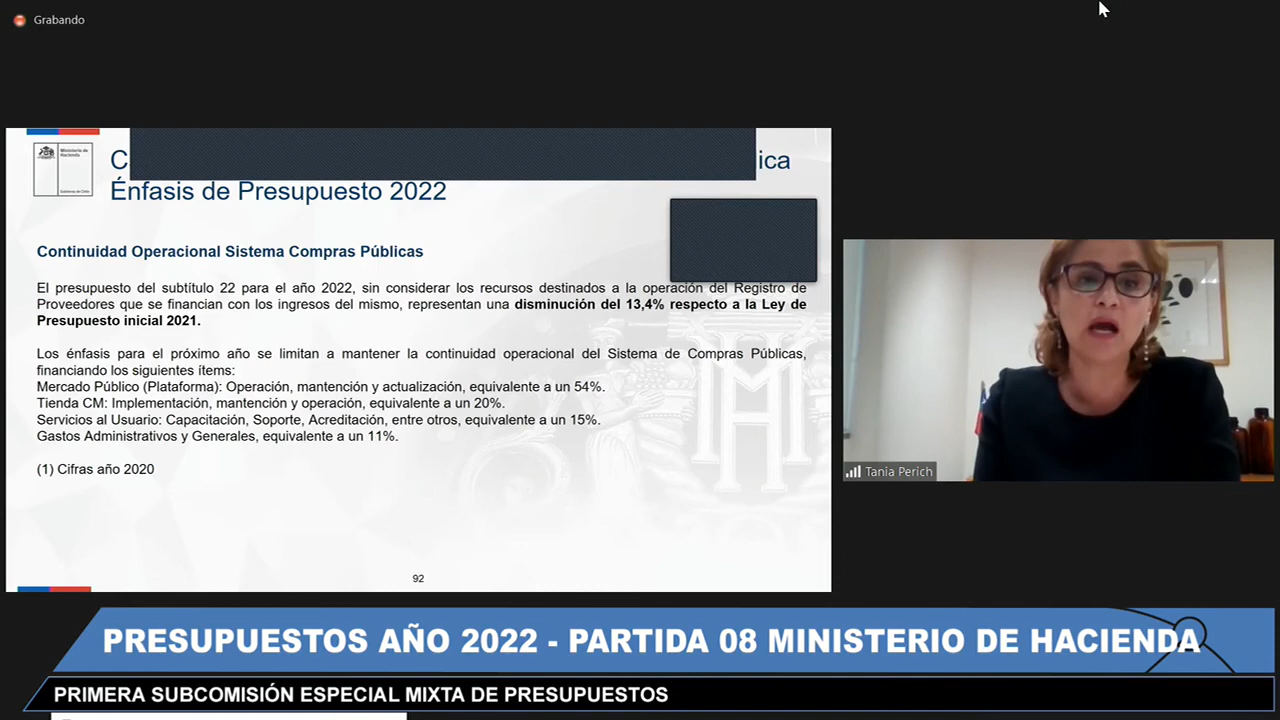 Grabando
Ministerio de
Hacienda
Gobierno de Chile
Énfasis de Presupuesto 2022
Continuidad Operacional Sistema Compras Públicas
El presupuesto del subtítulo 22 para el año 2022, sin considerar los recursos destinados a la operación del Registro de
Proveedores que se financian con los ingresos del mismo, representan una disminución del 13,4% respecto a la Ley de
Presupuesto inicial 2021.
Los énfasis para el próximo año se limitan a mantener la continuidad operacional del Sistema de Compras Públicas,
financiando los siguientes ítems:
Mercado Público (Plataforma): Operación, mantención y actualización, equivalente a un 54%.
Tienda CM: Implementación, mantención y operación, equivalente a un 20%.
Servicios al Usuario: Capacitación, Soporte, Acreditación, entre otros, equivalente a un 15%.
Gastos Administrativos y Generales, equivalente a un 11%.
(1) Cifras año 2020
92
Tania Perich
PRESUPUESTOS AÑO 2022 - PARTIDA 08 MINISTERIO DE HACIENDA
PRIMERA SUBCOMISIÓN ESPECIAL MIXTA DE PRESUPUESTOS